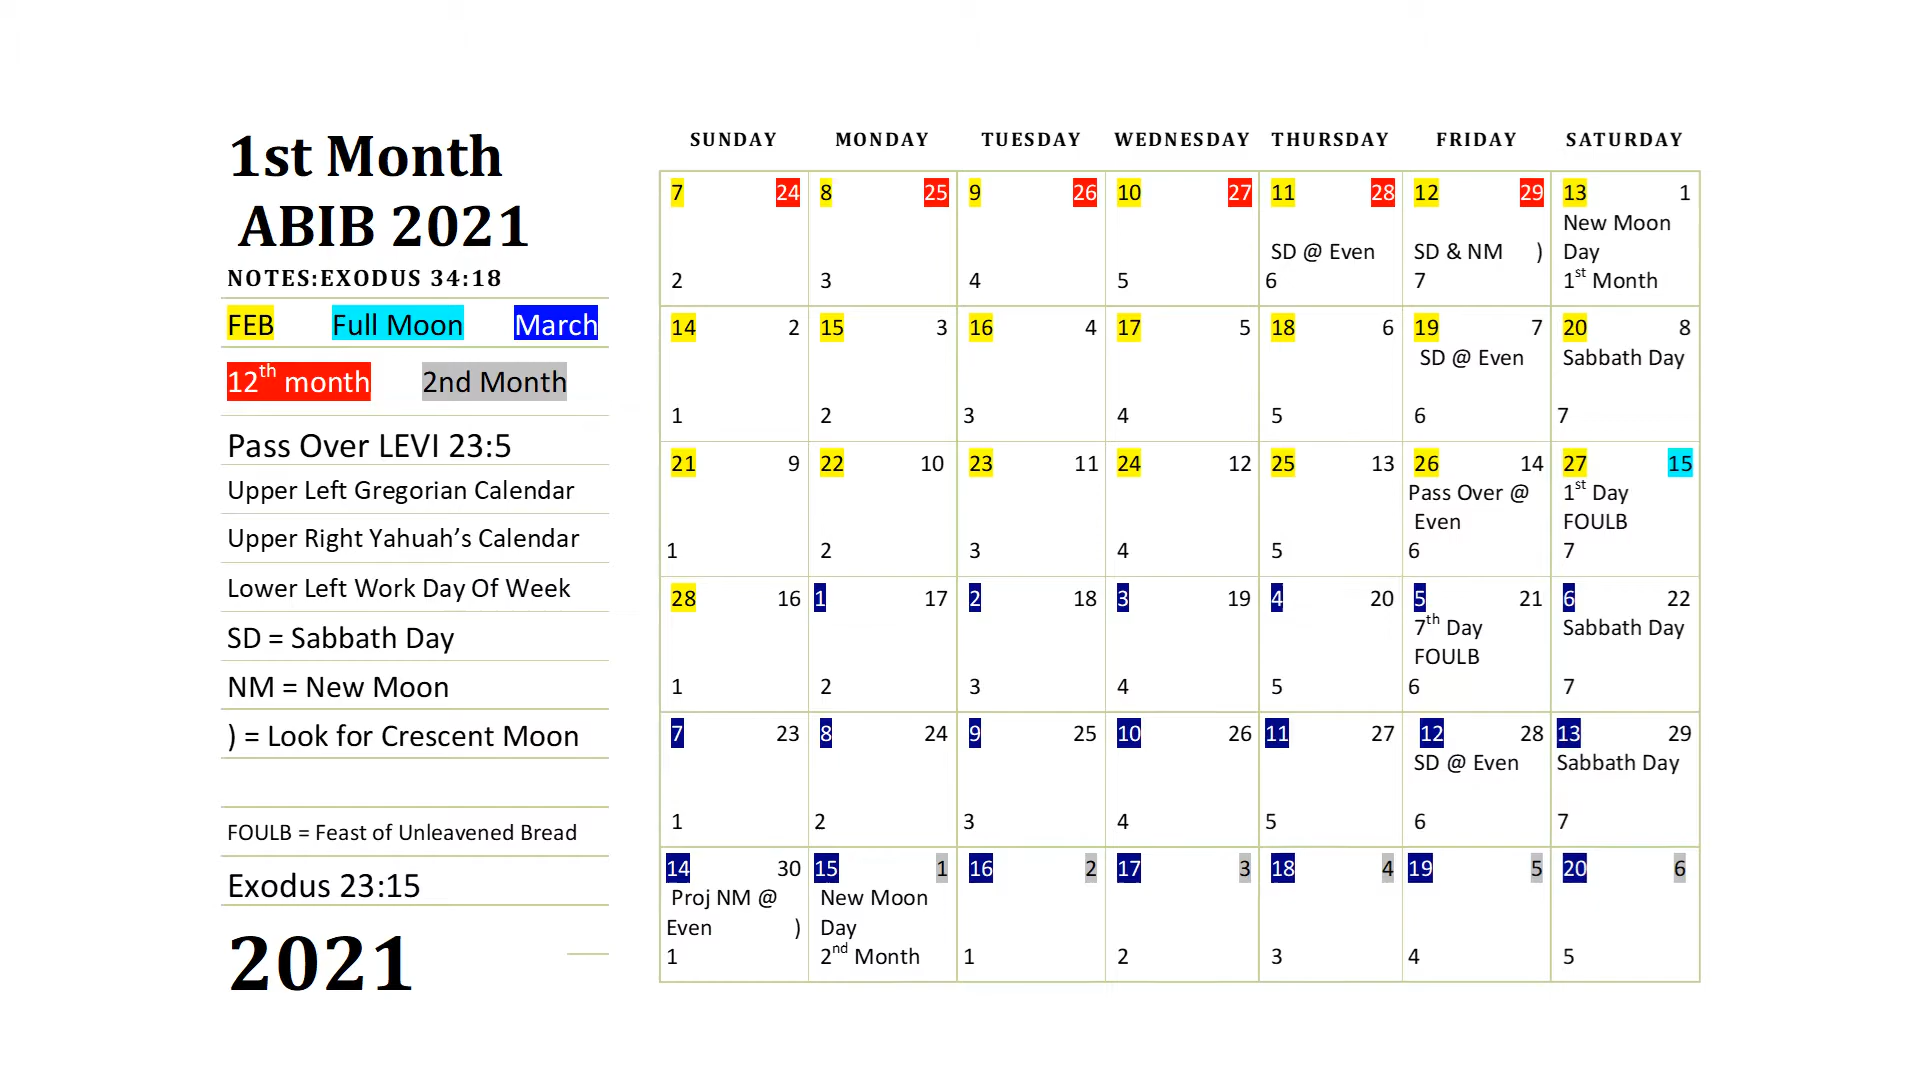 1st Month
ABIB 2021
NOTES:EXODUS 34:18
FEB Full Moon March
12th month 2nd Month
Pass Over LEVI 23:5
Upper Left Gregorian Calendar
Upper Right Yahuah’s Calendar
Lower Left Work Day Of Week
SD = Sabbath Day
NM = New Moon
) = Look for Crescent Moon
FOULB = Feast of Unleavened Bread
Exodus 23:15
2021
SUNDAY MONDAY TUESDAY WEDNESDAY THURSDAY FRIDAY SATURDAY
7 24 8 25 9 26 10 27 11 28 12 29 13 1
New Moon
SD @ Even SD & NM ) Day
2 3 4 5 6 7 1st Month
14 2 15 3 16 4 17 5 18 6 19 7 20 8
SD @ Even Sabbath Day
1 2 3 4 5 6 7
21 9 22 10 23 11 24 12 25 13 26 14 27 15
Pass Over @ 1st Day
Even FOULB
1 2 3 4 5 6 7
28 16 1 17 2 18 3 19 4 20 5 21 6 22
7th Day Sabbath Day
FOULB
1 2 3 4 5 6 7
7 23 8 24 9 25 10 26 11 27 12 28 13 29
SD @ Even Sabbath Day
1 2 3 4 5 6 7
14 30 15 1 16 2 17 3 18 4 19 5 20 6
Proj NM @ New Moon
Even ) Day
1 2nd Month 1 2 3 4 5